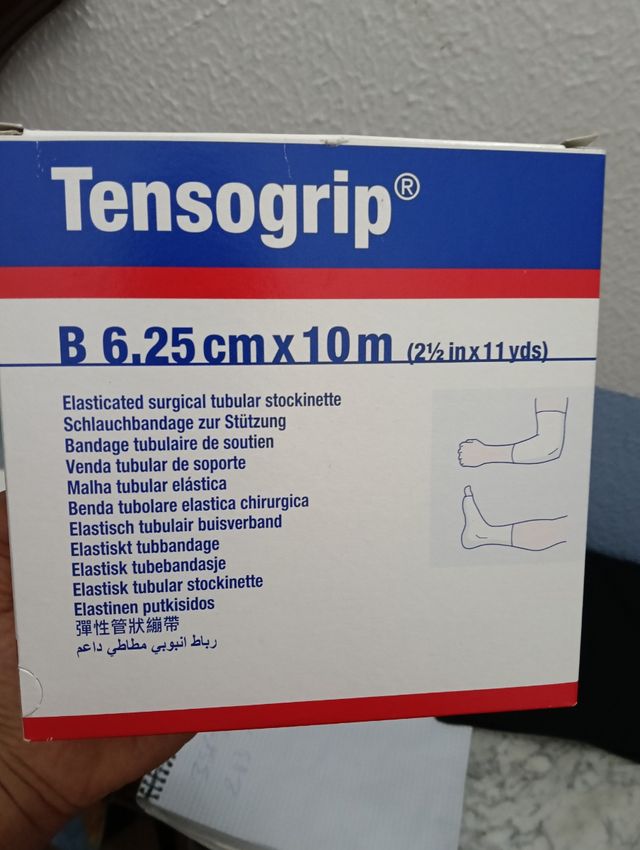 Tensogrip®
B 6.25 cm x 10 m (2½ in x 11 yds)
Elasticated surgical tubular stockinette
Schlauchbandage zur Stützung
Bandage tubulaire de soutien
Venda tubular de soporte
Malha tubular elástica
Benda tubolare elastica chirurgica
Elastisch tubulair buisverband
Elastiskt tubbandage
Elastisk tubebandasje
Elastisk tubular stockinette
Elastinen putkisidos
彈性管狀繃帶
رباط انبوبي مطاطي داعم